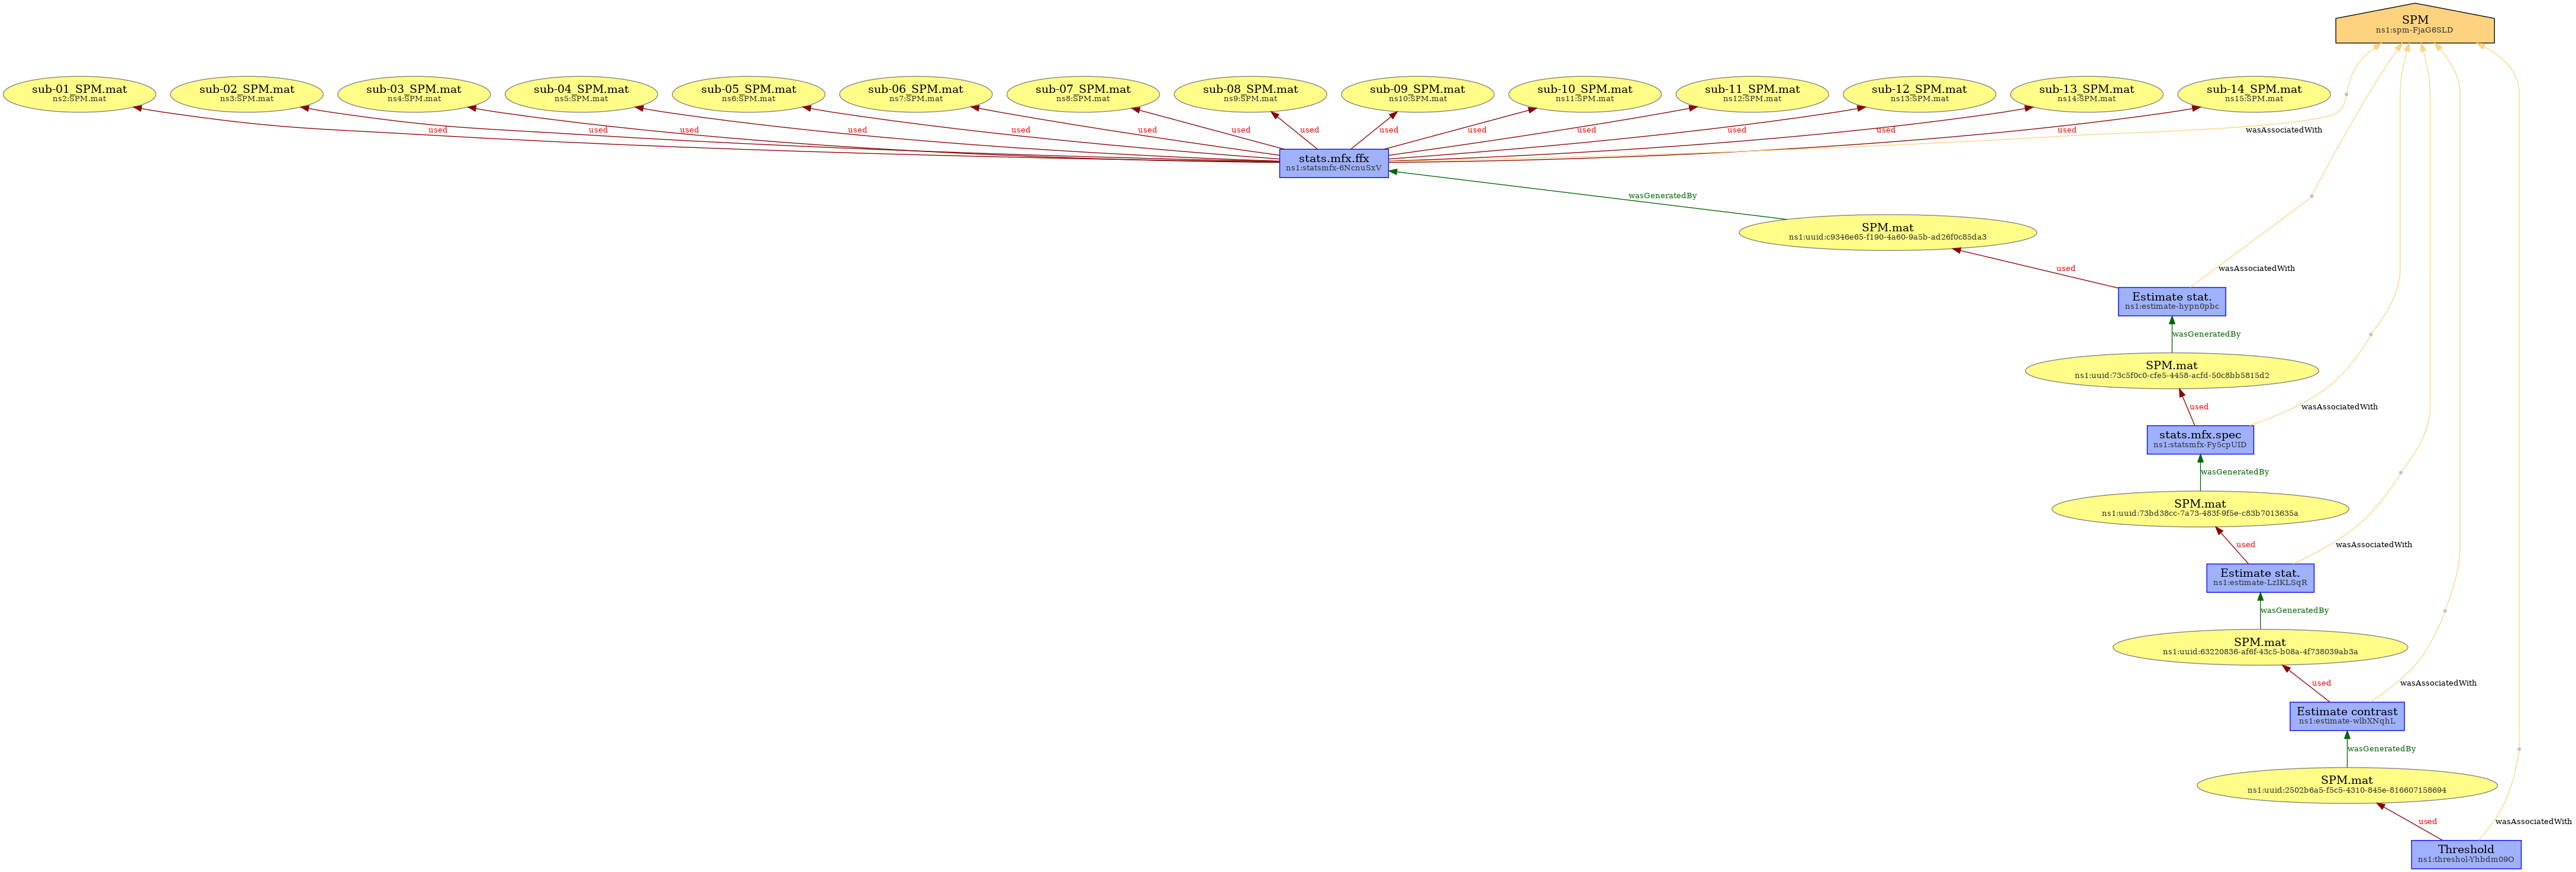 SPM
ns1:spm-FjaG6SLD
sub-01_SPM.mat
ns2:SPM.mat
sub-02_SPM.mat
ns3:SPM.mat
sub-03_SPM.mat
ns4:SPM.mat
sub-04_SPM.mat
ns5:SPM.mat
sub-05_SPM.mat
ns6:SPM.mat
sub-06_SPM.mat
ns7:SPM.mat
sub-07_SPM.mat
ns8:SPM.mat
sub-08_SPM.mat
ns9:SPM.mat
sub-09_SPM.mat
ns10:SPM.mat
sub-10_SPM.mat
ns11:SPM.mat
sub-11_SPM.mat
ns12:SPM.mat
sub-12_SPM.mat
ns13:SPM.mat
sub-13_SPM.mat
ns14:SPM.mat
sub-14_SPM.mat
ns15:SPM.mat
used
used
used
used
used
used
used
used
used
used
used
used
used
used
wasAssociatedWith
stats.mfx.ffx
ns1:statsmfx-6NcnuSxV
wasGeneratedBy
SPM.mat
ns1:uuid:c9346e65-f190-4a60-9a5b-ad26f0c85da3
used
wasAssociatedWith
Estimate stat.
ns1:estimate-hypn0pbc
wasGeneratedBy
SPM.mat
ns1:uuid:73c5f0c0-cfe5-4458-acfd-50c8bb5815d2
used
wasAssociatedWith
stats.mfx.spec
ns1:statsmfx-Fy5cpUID
wasGeneratedBy
SPM.mat
ns1:uuid:73bd38cc-7a73-483f-9f5e-c83b7013635a
used
wasAssociatedWith
Estimate stat.
ns1:estimate-LzIKLSqR
wasGeneratedBy
SPM.mat
ns1:uuid:63220836-af6f-43c5-b08a-4f738039ab3a
used
wasAssociatedWith
Estimate contrast
ns1:estimate-wlbXNqhL
wasGeneratedBy
SPM.mat
ns1:uuid:2502b6a5-f5c5-4310-845e-816607158694
used
wasAssociatedWith
Threshold
ns1:threshol-Yhbdm09O